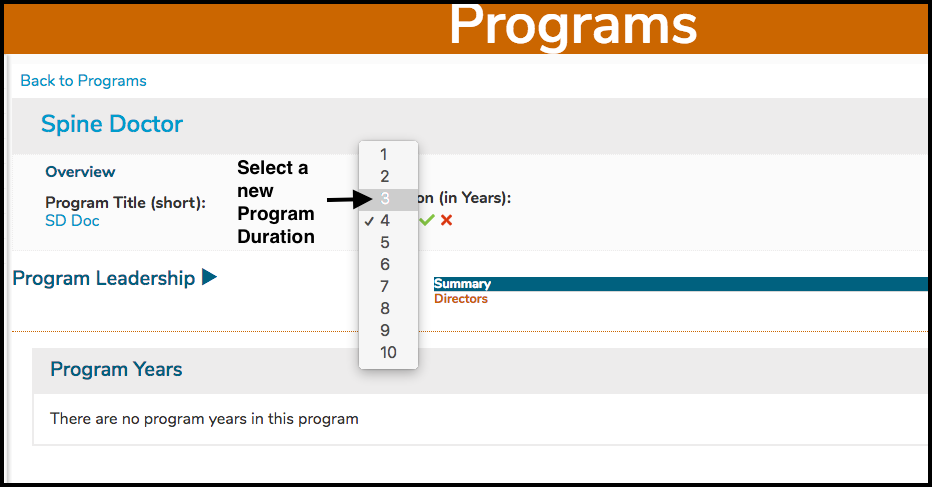 Programs
Back to Programs
Spine Doctor
Overview
Program Title (short):
SD Doc
Select a
new
Program
Duration
1
2
3
✓ 4
5
6
7
8
9
10
on (in Years):
Program Leadership
Summary
Directors
Program Years
There are no program years in this program